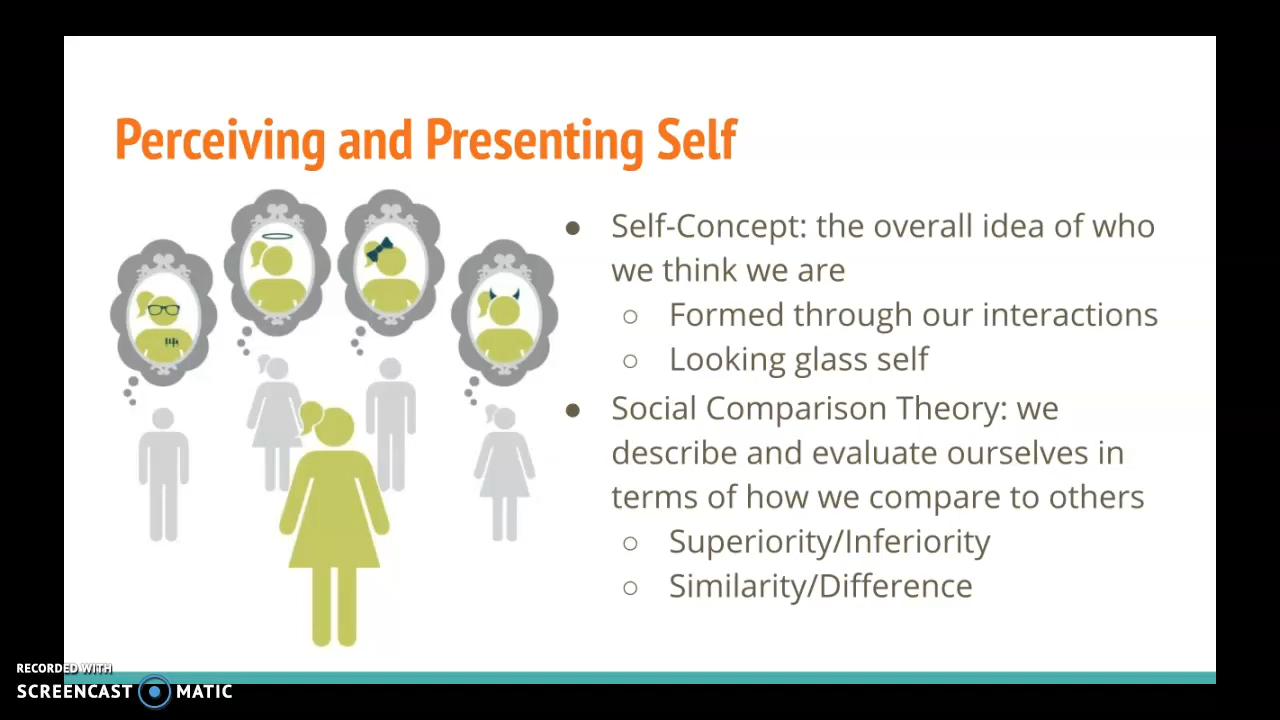 Perceiving and Presenting Self
● Self-Concept: the overall idea of who
we think we are
○ Formed through our interactions
○ Looking glass self
● Social Comparison Theory: we
describe and evaluate ourselves in
terms of how we compare to others
○ Superiority/Inferiority
○ Similarity/Difference
RECORDED WITH
SCREENCAST MATIC